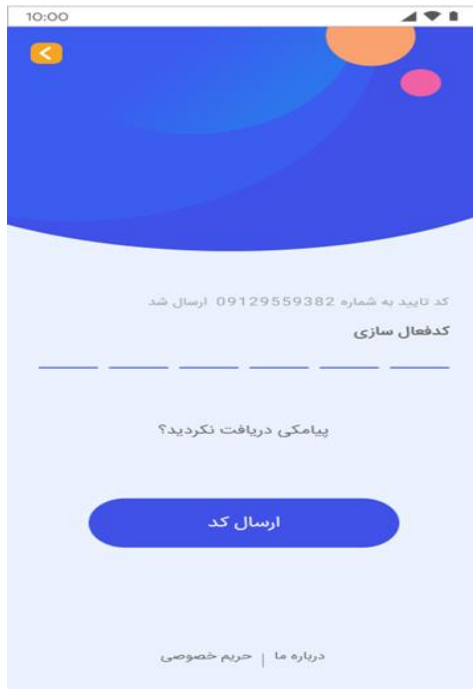 10:00
کد تایید به شماره 09129559382 ارسال شد
کدفعال سازی
پیامکی دریافت نکردید؟
ارسال کد
درباره ما | حریم خصوصی